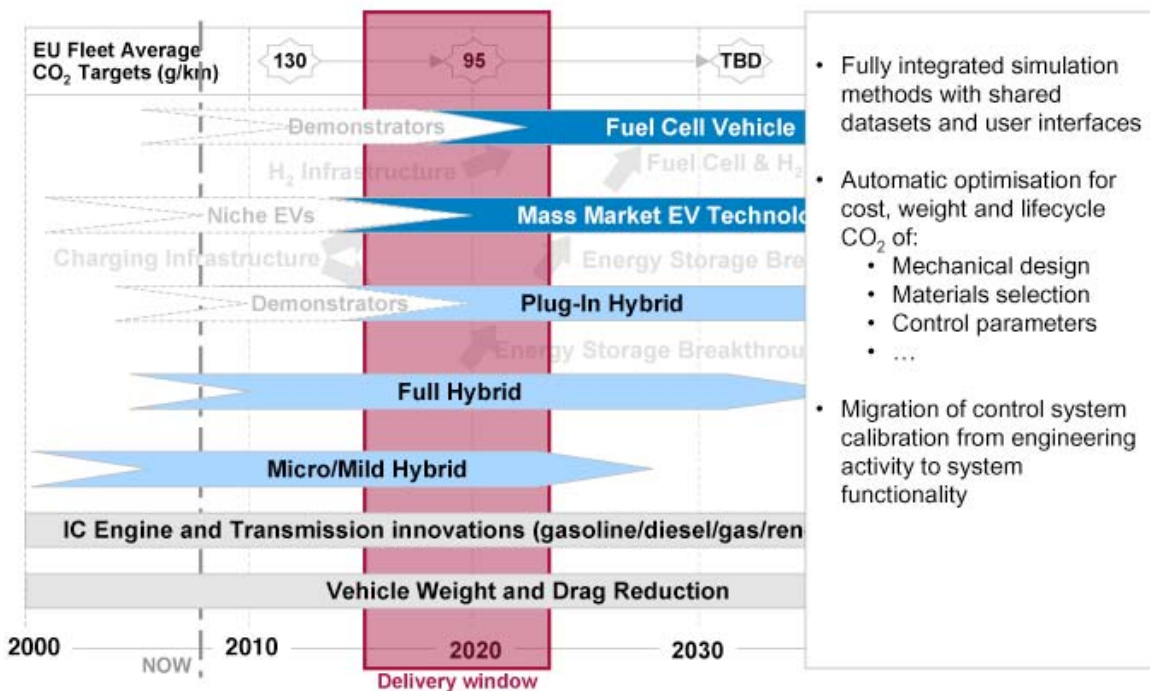 EU Fleet Average
CO₂ Targets (g/km)
130
95
TBD
Demonstrators
Fuel Cell Vehicle
H₂ Infrastructure
Fuel Cell & H₂
Niche EVs
Mass Market EV Technolo
Charging Infrastructure
Energy Storage Brea
Demonstrators
Plug-In Hybrid
Energy Storage Breakthrou
Full Hybrid
Micro/Mild Hybrid
IC Engine and Transmission innovations (gasoline/diesel/gas/ren
Vehicle Weight and Drag Reduction
2000
NOW
2010
2020
2030
Delivery window
• Fully integrated simulation
methods with shared
datasets and user interfaces
• Automatic optimisation for
cost, weight and lifecycle
CO₂ of:
• Mechanical design
• Materials selection
• Control parameters
• …
• Migration of control system
calibration from engineering
activity to system
functionality